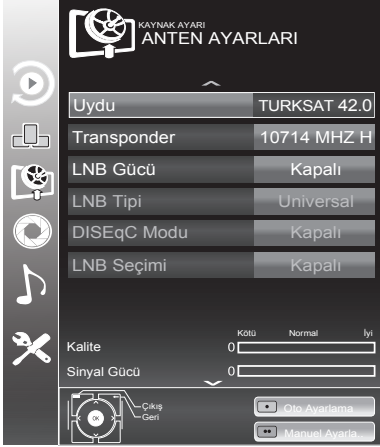 KAYNAK AYARI
ANTEN AYARLARI
Uydu TURKSAT 42.0
Transponder 10714 MHZ H
LNB Gücü Kapalı
LNB Tipi Universal
DISEqC Modu Kapalı
LNB Seçimi Kapalı
Kötü Normal İyi
Kalite 0
Sinyal Gücü 0
Çıkış
Geri
OK
Oto Ayarlama
Manuel Ayarla